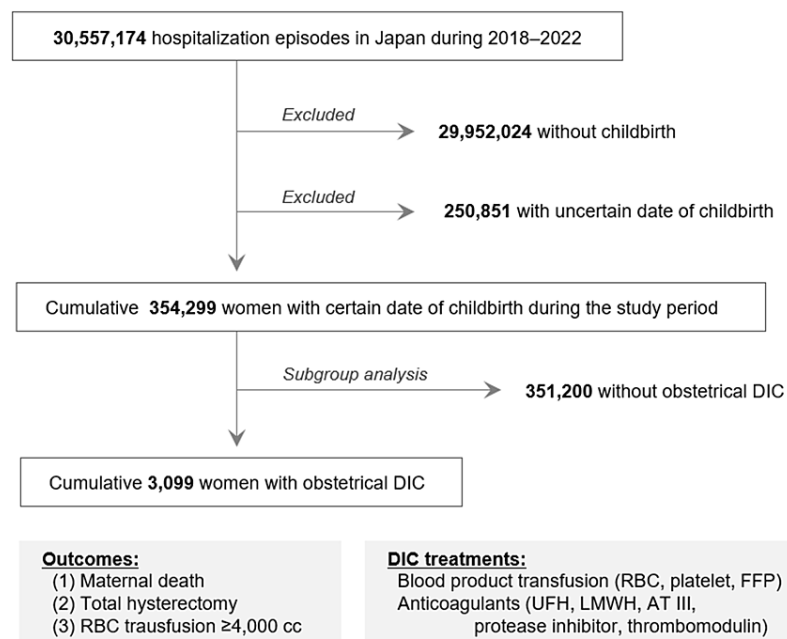 30,557,174 hospitalization episodes in Japan during 2018–2022
Excluded
29,952,024 without childbirth
Excluded
250,851 with uncertain date of childbirth
Cumulative 354,299 women with certain date of childbirth during the study period
Subgroup analysis
351,200 without obstetrical DIC
Cumulative 3,099 women with obstetrical DIC
Outcomes:
(1) Maternal death
(2) Total hysterectomy
(3) RBC trausfusion ≥4,000 cc
DIC treatments:
Blood product transfusion (RBC, platelet, FFP)
Anticoagulants (UFH, LMWH, AT III,
protease inhibitor, thrombomodulin)